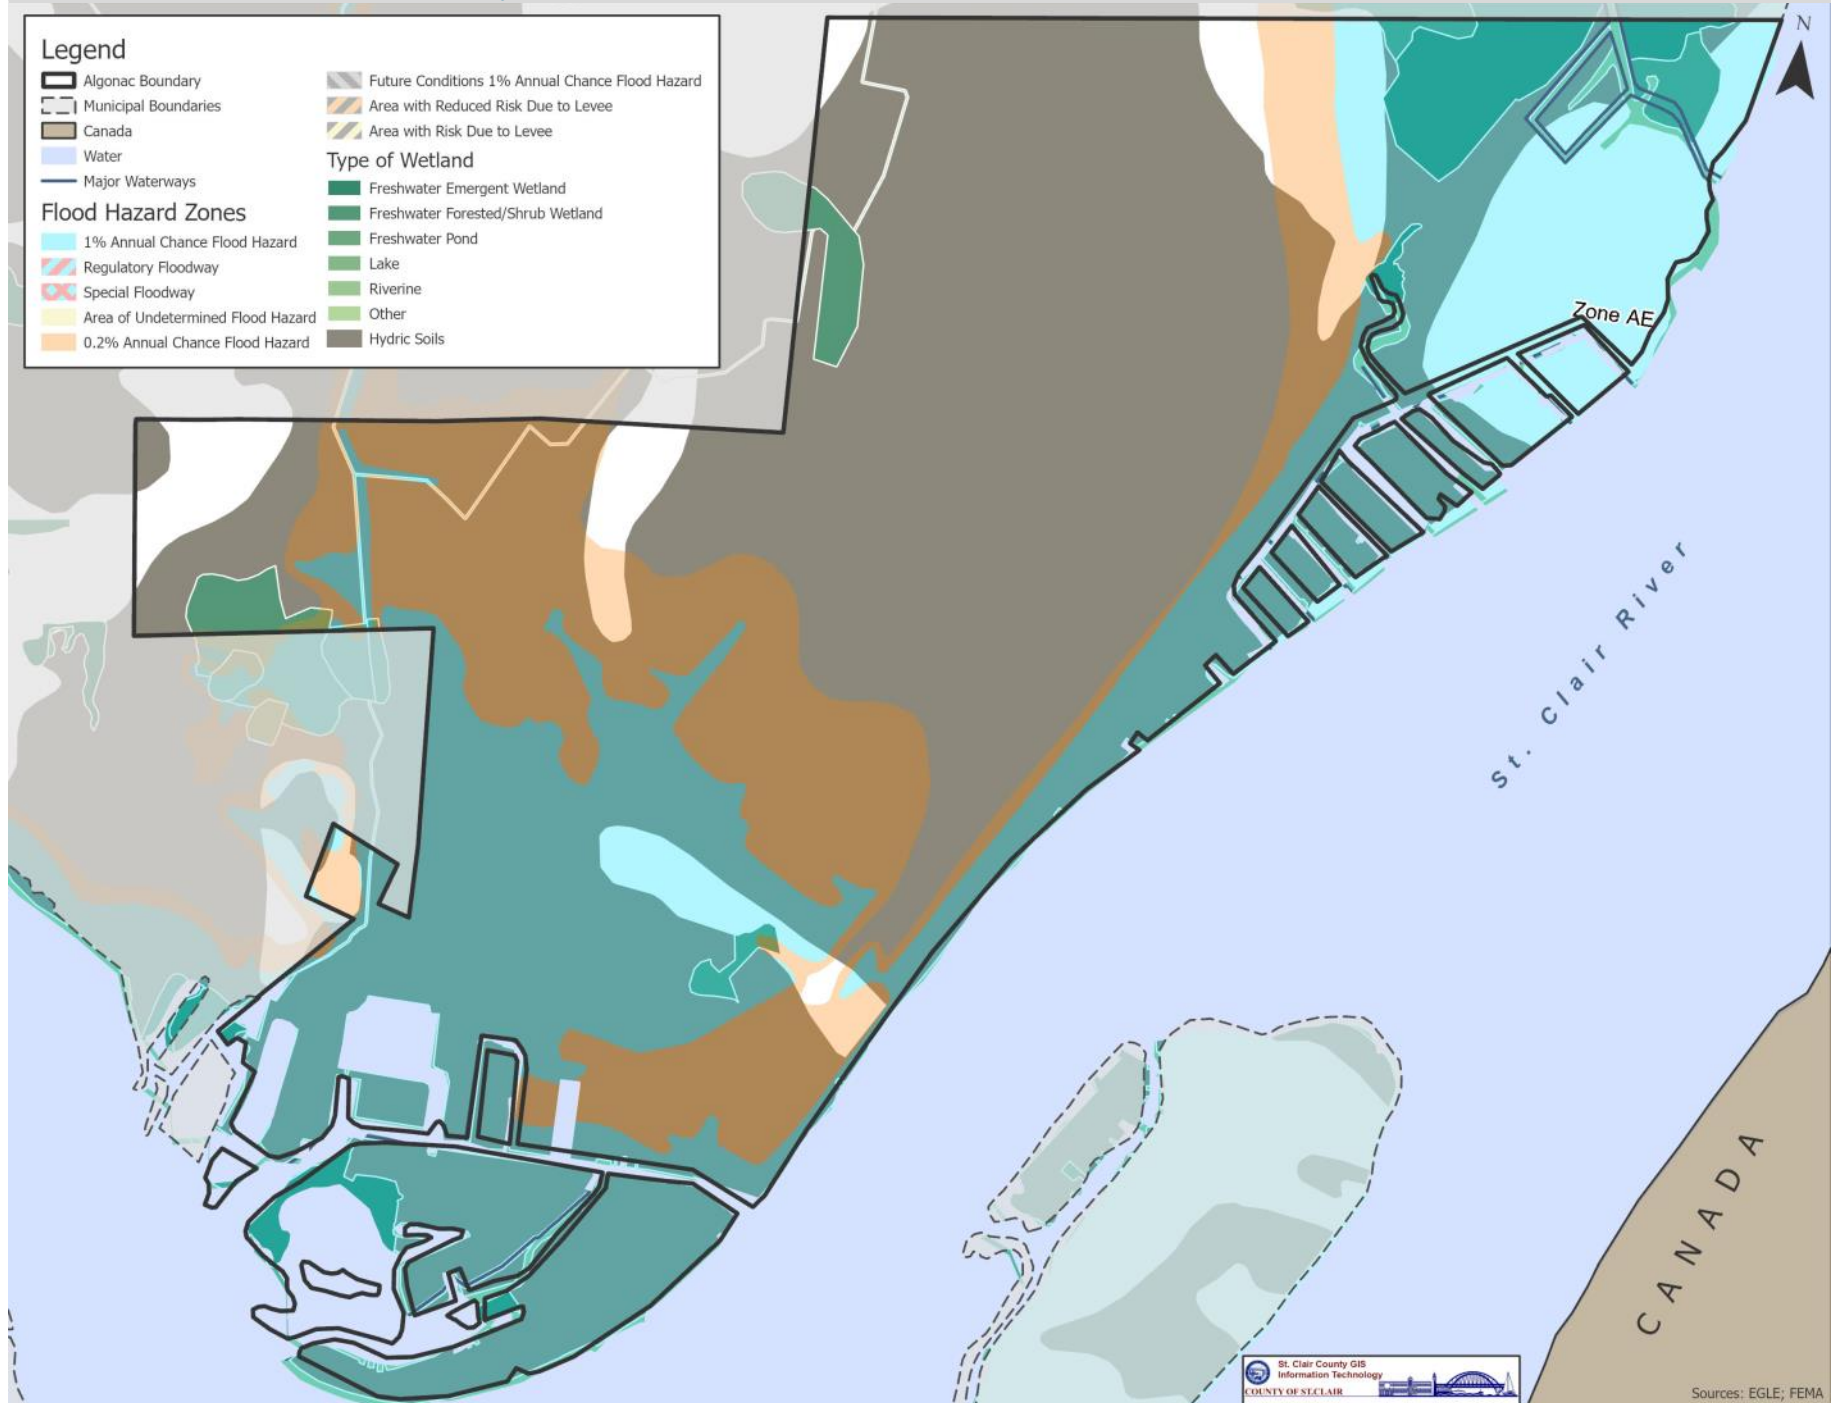 Legend
Algonac Boundary
Municipal Boundaries
Canada
Water
Major Waterways
Flood Hazard Zones
1% Annual Chance Flood Hazard
Regulatory Floodway
Special Floodway
Area of Undetermined Flood Hazard
0.2% Annual Chance Flood Hazard
Future Conditions 1% Annual Chance Flood Hazard
Area with Reduced Risk Due to Levee
Area with Risk Due to Levee
Type of Wetland
Freshwater Emergent Wetland
Freshwater Forested/Shrub Wetland
Freshwater Pond
Lake
Riverine
Other
Hydric Soils
N
Zone AE
St. Clair River
CANADA
St. Clair County GIS
Information Technology
COUNTY OF ST.CLAIR
Sources: EGLE; FEMA